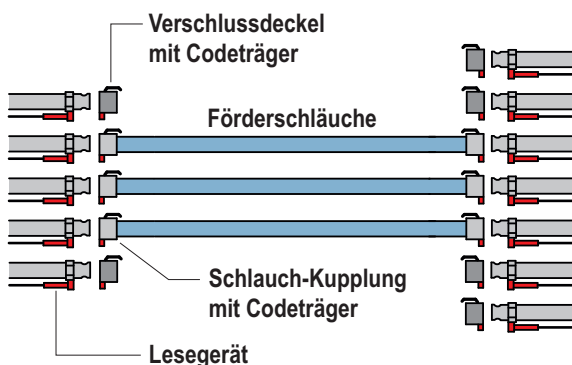 Verschlussdeckel
mit Codeträger
Förderschläuche
Schlauch-Kupplung
mit Codeträger
Lesegerät